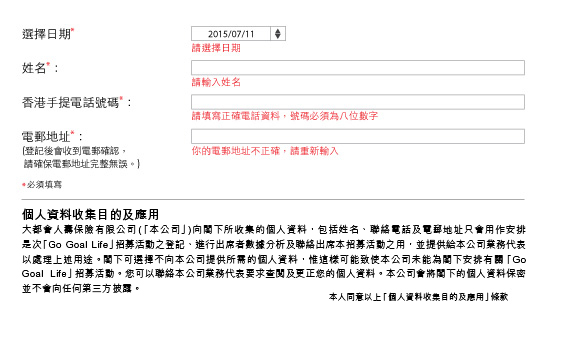 選擇日期*
2015/07/11
請選擇日期
姓名*：
請輸入姓名
香港手提電話號碼*：
請填寫正確電話資料，號碼必須為八位數字
電郵地址*：
(登記後會收到電郵確認，
請確保電郵地址完整無誤。)
你的電郵地址不正確，請重新輸入
*必須填寫
個人資料收集目的及應用
大都會人壽保險有限公司(「本公司」)向閣下所收集的個人資料，包括姓名、聯絡電話及電郵地址只會用作安排
是次「Go Goal Life」招募活動之登記、進行出席者數據分析及聯絡出席本招募活動之用，並提供給本公司業務代表
以處理上述用途。閣下可選擇不向本公司提供所需的個人資料，惟這樣可能致使本公司未能為閣下安排有關「Go
Goal Life」招募活動。您可以聯絡本公司業務代表要求查閱及更正您的個人資料。本公司會將閣下的個人資料保密
並不會向任何第三方披露。
本人同意以上「個人資料收集目的及應用」條款